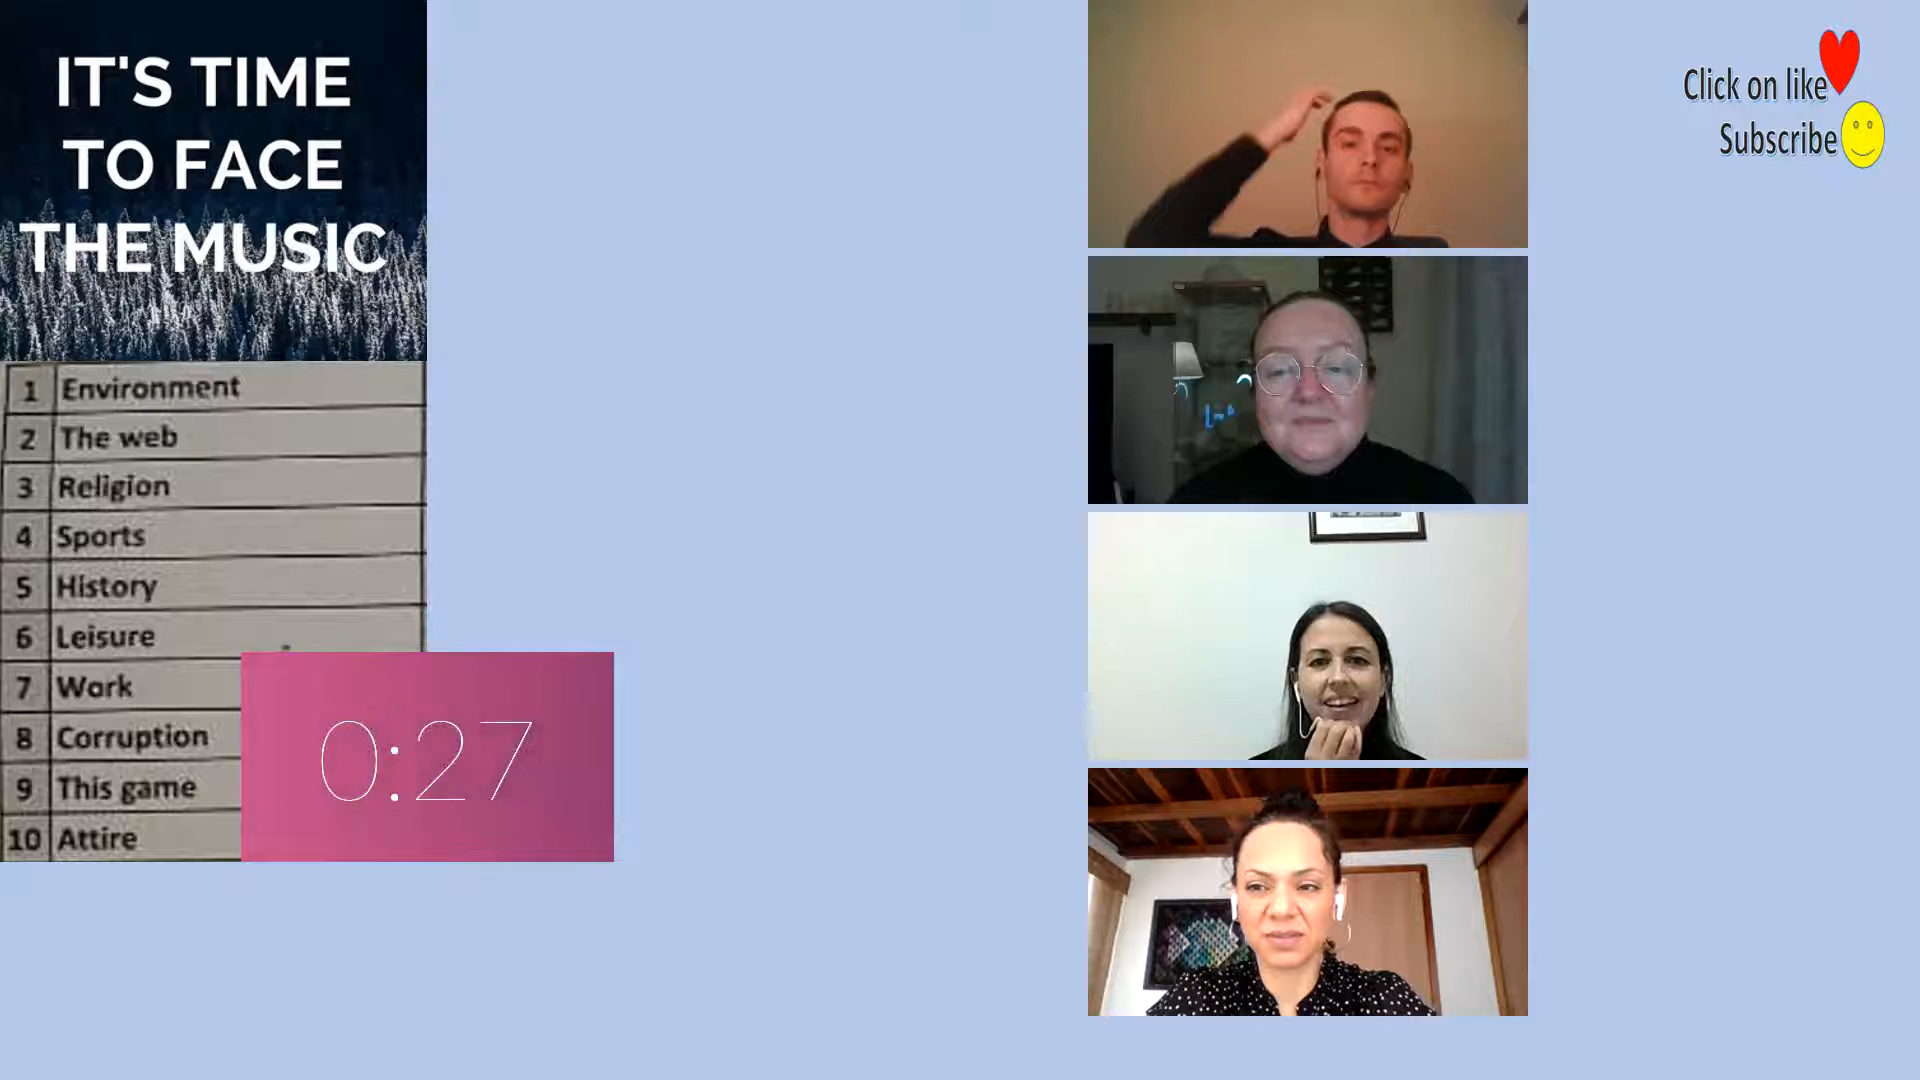 IT'S TIME
TO FACE
THE MUSIC
1 Environment
2 The web
3 Religion
4 Sports
5 History
6 Leisure
7 Work
8 Corruption
9 This game
10 Attire
0:27
Click on like
Subscribe